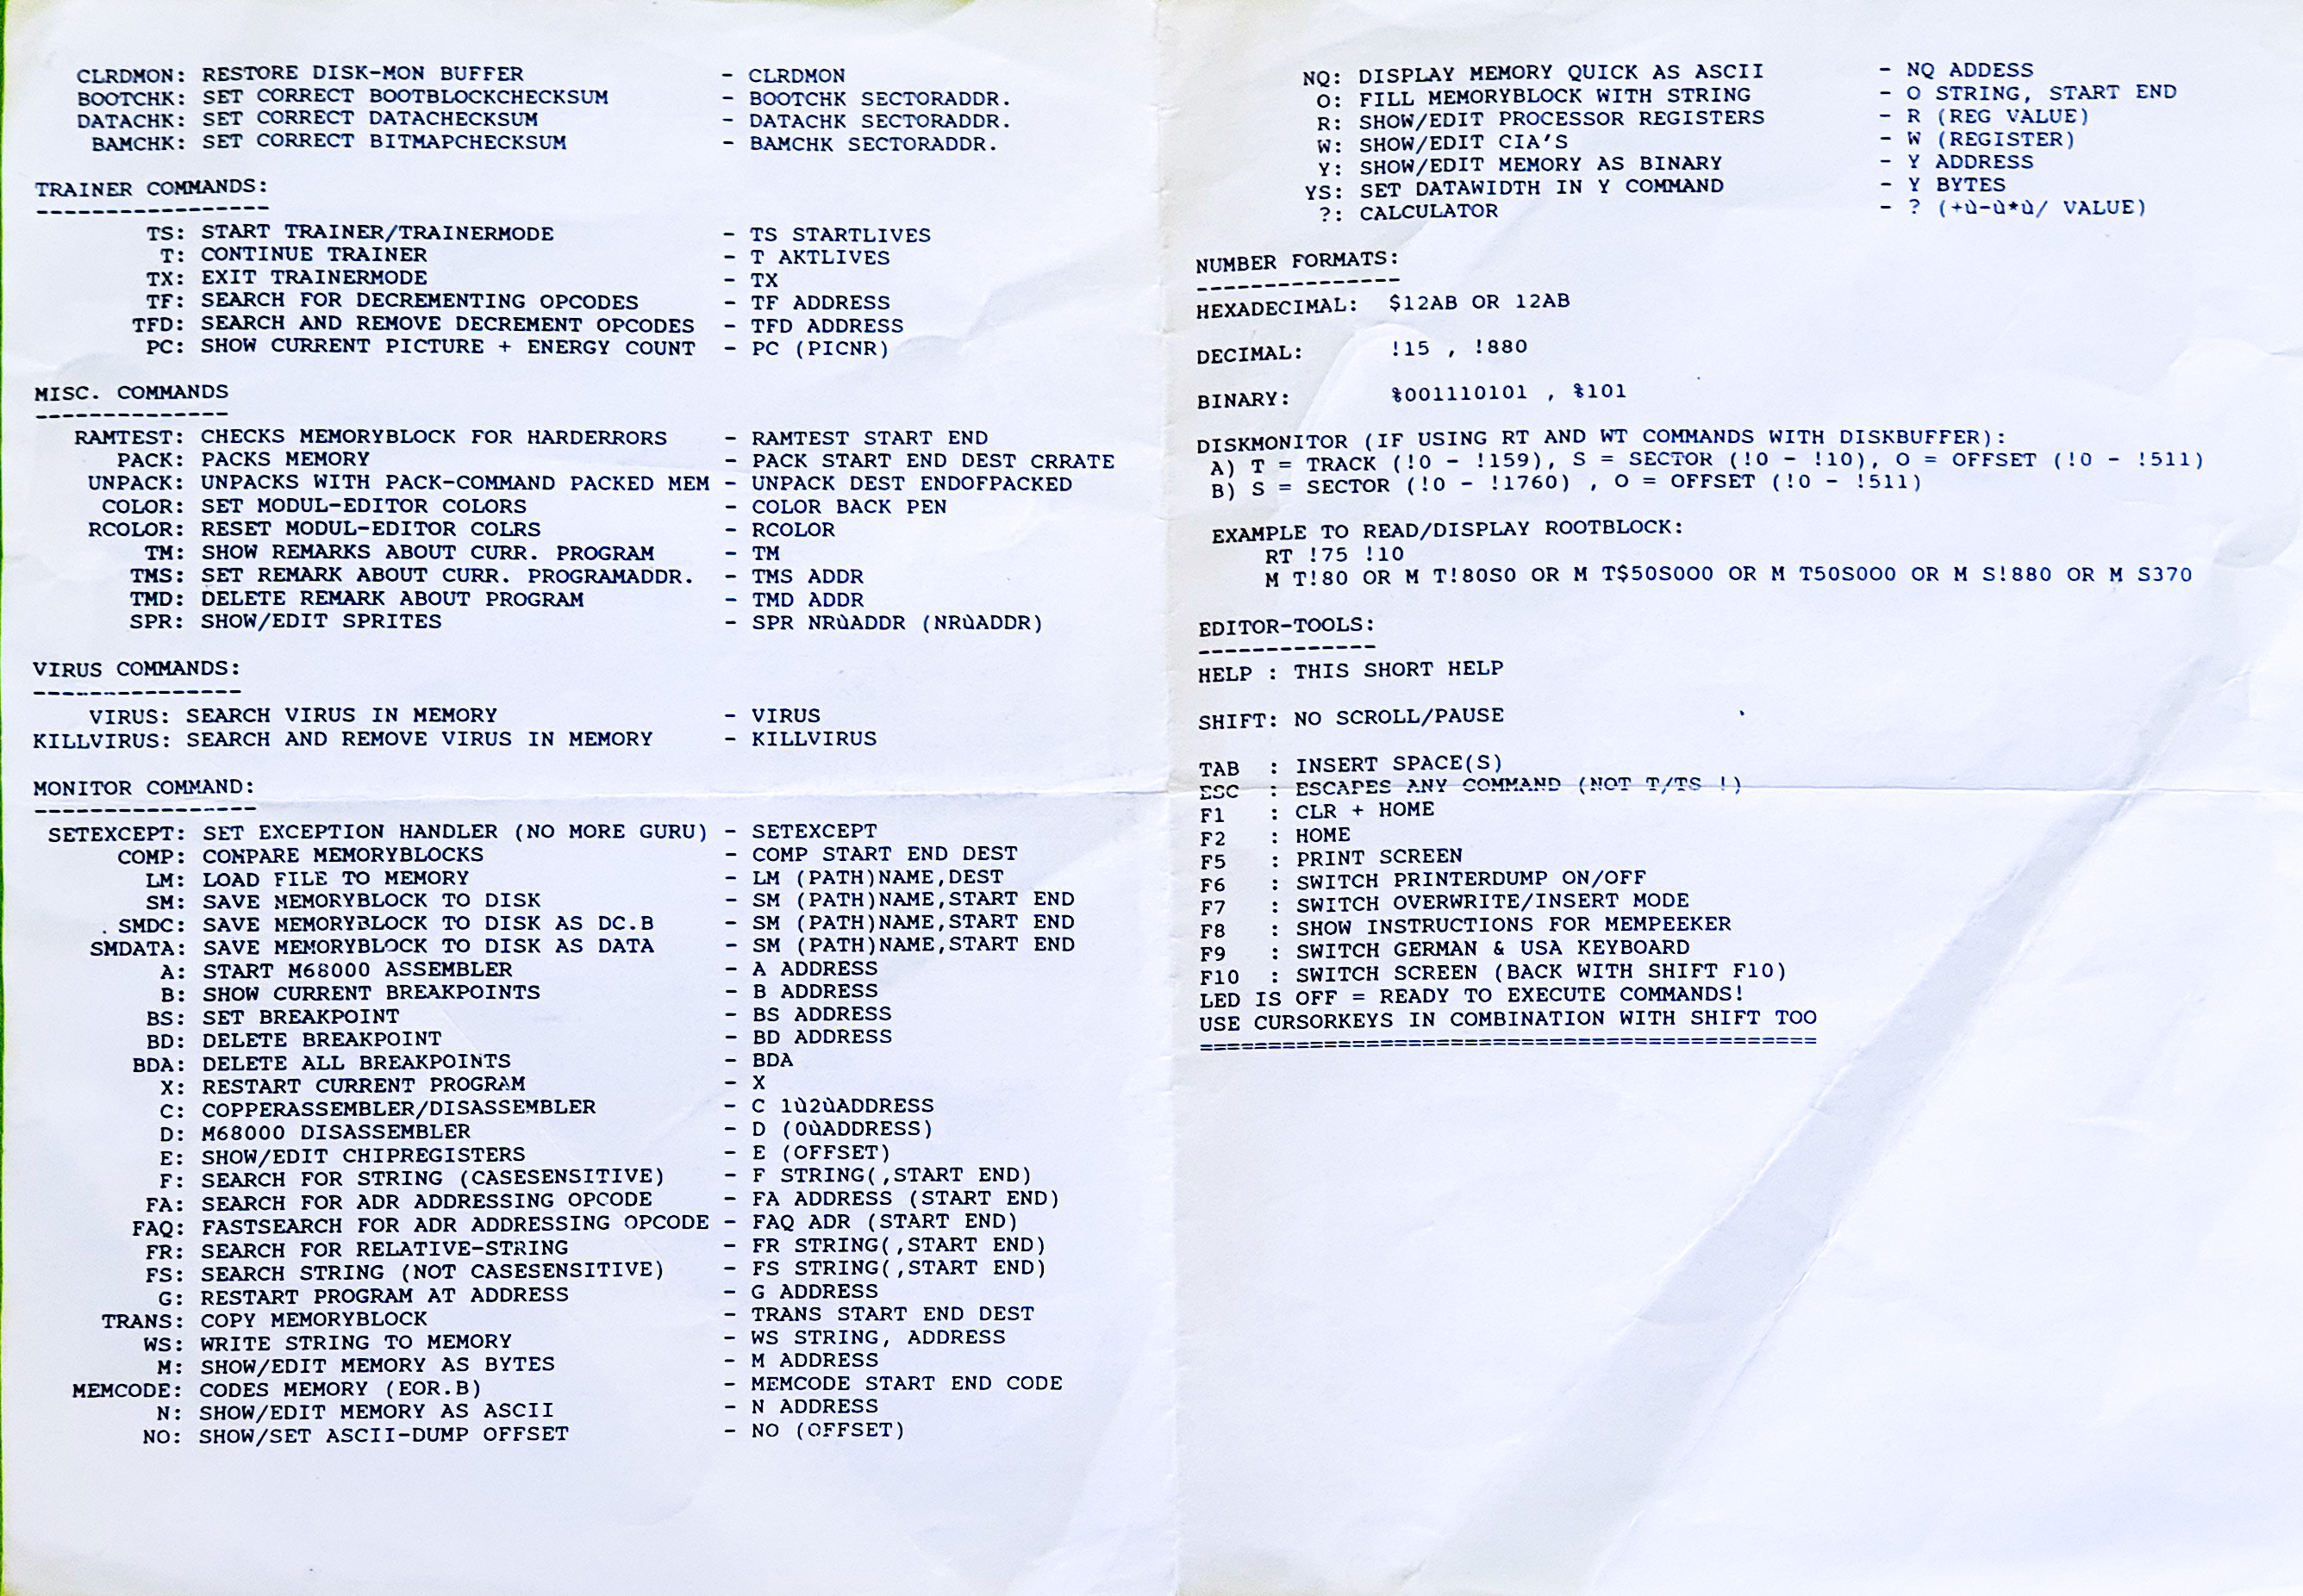 CLRDMON: RESTORE DISK-MON BUFFER - CLRDMON
BOOTCHK: SET CORRECT BOOTBLOCKCHECKSUM - BOOTCHK SECTORADDR.
DATACHK: SET CORRECT DATACHECKSUM - DATACHK SECTORADDR.
BAMCHK: SET CORRECT BITMAPCHECKSUM - BAMCHK SECTORADDR.
TRAINER COMMANDS:
-----------------
TS: START TRAINER/TRAINERMODE - TS STARTLIVES
T: CONTINUE TRAINER - T AKTLIVES
TX: EXIT TRAINERMODE - TX
TF: SEARCH FOR DECREMENTING OPCODES - TF ADDRESS
TFD: SEARCH AND REMOVE DECREMENT OPCODES - TFD ADDRESS
PC: SHOW CURRENT PICTURE + ENERGY COUNT - PC (PICNR)
MISC. COMMANDS
--------------
RAMTEST: CHECKS MEMORYBLOCK FOR HARDERRORS - RAMTEST START END
PACK: PACKS MEMORY - PACK START END DEST CRRATE
UNPACK: UNPACKS WITH PACK-COMMAND PACKED MEM - UNPACK DEST ENDOFPACKED
COLOR: SET MODUL-EDITOR COLORS - COLOR BACK PEN
RCOLOR: RESET MODUL-EDITOR COLRS - RCOLOR
TM: SHOW REMARKS ABOUT CURR. PROGRAM - TM
TMS: SET REMARK ABOUT CURR. PROGRAMADDR. - TMS ADDR
TMD: DELETE REMARK ABOUT PROGRAM - TMD ADDR
SPR: SHOW/EDIT SPRITES - SPR NRùADDR (NRùADDR)
VIRUS COMMANDS:
---------------
VIRUS: SEARCH VIRUS IN MEMORY - VIRUS
KILLVIRUS: SEARCH AND REMOVE VIRUS IN MEMORY - KILLVIRUS
MONITOR COMMAND:
----------------
SETEXCEPT: SET EXCEPTION HANDLER (NO MORE GURU) - SETEXCEPT
COMP: COMPARE MEMORYBLOCKS - COMP START END DEST
LM: LOAD FILE TO MEMORY - LM (PATH)NAME,DEST
SM: SAVE MEMORYBLOCK TO DISK - SM (PATH)NAME,START END
SMDC: SAVE MEMORYBLOCK TO DISK AS DC.B - SM (PATH)NAME,START END
SMDATA: SAVE MEMORYBLOCK TO DISK AS DATA - SM (PATH)NAME,START END
A: START M68000 ASSEMBLER - A ADDRESS
B: SHOW CURRENT BREAKPOINTS - B ADDRESS
BS: SET BREAKPOINT - BS ADDRESS
BD: DELETE BREAKPOINT - BD ADDRESS
BDA: DELETE ALL BREAKPOINTS - BDA
X: RESTART CURRENT PROGRAM - X
C: COPPERASSEMBLER/DISASSEMBLER - C 1ù2ùADDRESS
D: M68000 DISASSEMBLER - D (0ùADDRESS)
E: SHOW/EDIT CHIPREGISTERS - E (OFFSET)
F: SEARCH FOR STRING (CASESENSITIVE) - F STRING(,START END)
FA: SEARCH FOR ADR ADDRESSING OPCODE - FA ADDRESS (START END)
FAQ: FASTSEARCH FOR ADR ADDRESSING OPCODE - FAQ ADR (START END)
FR: SEARCH FOR RELATIVE-STRING - FR STRING(,START END)
FS: SEARCH STRING (NOT CASESENSITIVE) - FS STRING(,START END)
G: RESTART PROGRAM AT ADDRESS - G ADDRESS
TRANS: COPY MEMORYBLOCK - TRANS START END DEST
WS: WRITE STRING TO MEMORY - WS STRING, ADDRESS
M: SHOW/EDIT MEMORY AS BYTES - M ADDRESS
MEMCODE: CODES MEMORY (EOR.B) - MEMCODE START END CODE
N: SHOW/EDIT MEMORY AS ASCII - N ADDRESS
NO: SHOW/SET ASCII-DUMP OFFSET - NO (OFFSET)
NQ: DISPLAY MEMORY QUICK AS ASCII - NQ ADDESS
O: FILL MEMORYBLOCK WITH STRING - O STRING, START END
R: SHOW/EDIT PROCESSOR REGISTERS - R (REG VALUE)
W: SHOW/EDIT CIA'S - W (REGISTER)
Y: SHOW/EDIT MEMORY AS BINARY - Y ADDRESS
YS: SET DATAWIDTH IN Y COMMAND - Y BYTES
?: CALCULATOR - ? (+ù-ù*ù/ VALUE)
NUMBER FORMATS:
---------------
HEXADECIMAL: $12AB OR 12AB
DECIMAL: !15 , !880
BINARY: %001110101 , %101
DISKMONITOR (IF USING RT AND WT COMMANDS WITH DISKBUFFER):
A) T = TRACK (!0 - !159), S = SECTOR (!0 - !10), O = OFFSET (!0 - !511)
B) S = SECTOR (!0 - !1760) , O = OFFSET (!0 - !511)
EXAMPLE TO READ/DISPLAY ROOTBLOCK:
RT !75 !10
M T!80 OR M T!80S0 OR M T$50S0O0 OR M T50S0O0 OR M S!880 OR M S370
EDITOR-TOOLS:
-------------
HELP : THIS SHORT HELP
SHIFT: NO SCROLL/PAUSE
TAB : INSERT SPACE(S)
ESC : ESCAPES ANY COMMAND (NOT T/TS !)
F1 : CLR + HOME
F2 : HOME
F5 : PRINT SCREEN
F6 : SWITCH PRINTERDUMP ON/OFF
F7 : SWITCH OVERWRITE/INSERT MODE
F8 : SHOW INSTRUCTIONS FOR MEMPEEKER
F9 : SWITCH GERMAN & USA KEYBOARD
F10 : SWITCH SCREEN (BACK WITH SHIFT F10)
LED IS OFF = READY TO EXECUTE COMMANDS!
USE CURSORKEYS IN COMBINATION WITH SHIFT TOO
=============================================